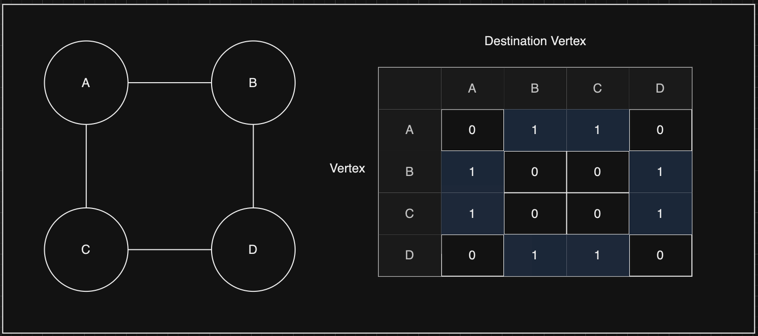 Destination Vertex
A B
A B C D
A 0 1 1 0
Vertex
B 1 0 0 1
C 1 0 0 1
C D
D 0 1 1 0